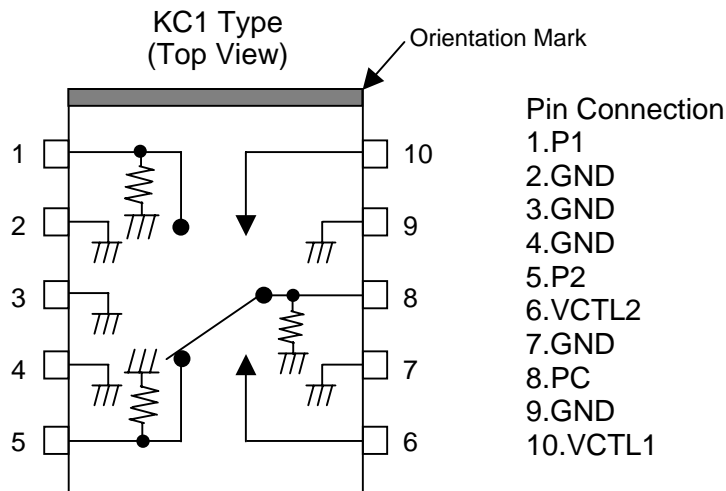 KC1 Type
(Top View)
Orientation Mark
1
2
3
4
5
10
9
8
7
6
Pin Connection
1.P1
2.GND
3.GND
4.GND
5.P2
6.VCTL2
7.GND
8.PC
9.GND
10.VCTL1